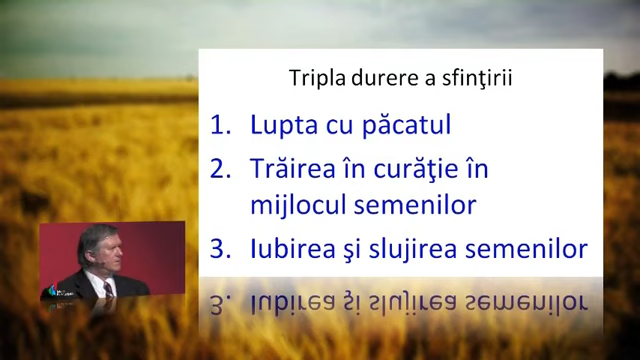 Tripla durere a sfinţirii
1. Lupta cu păcatul
2. Trăirea în curăţie în
mijlocul semenilor
3. Iubirea şi slujirea semenilor